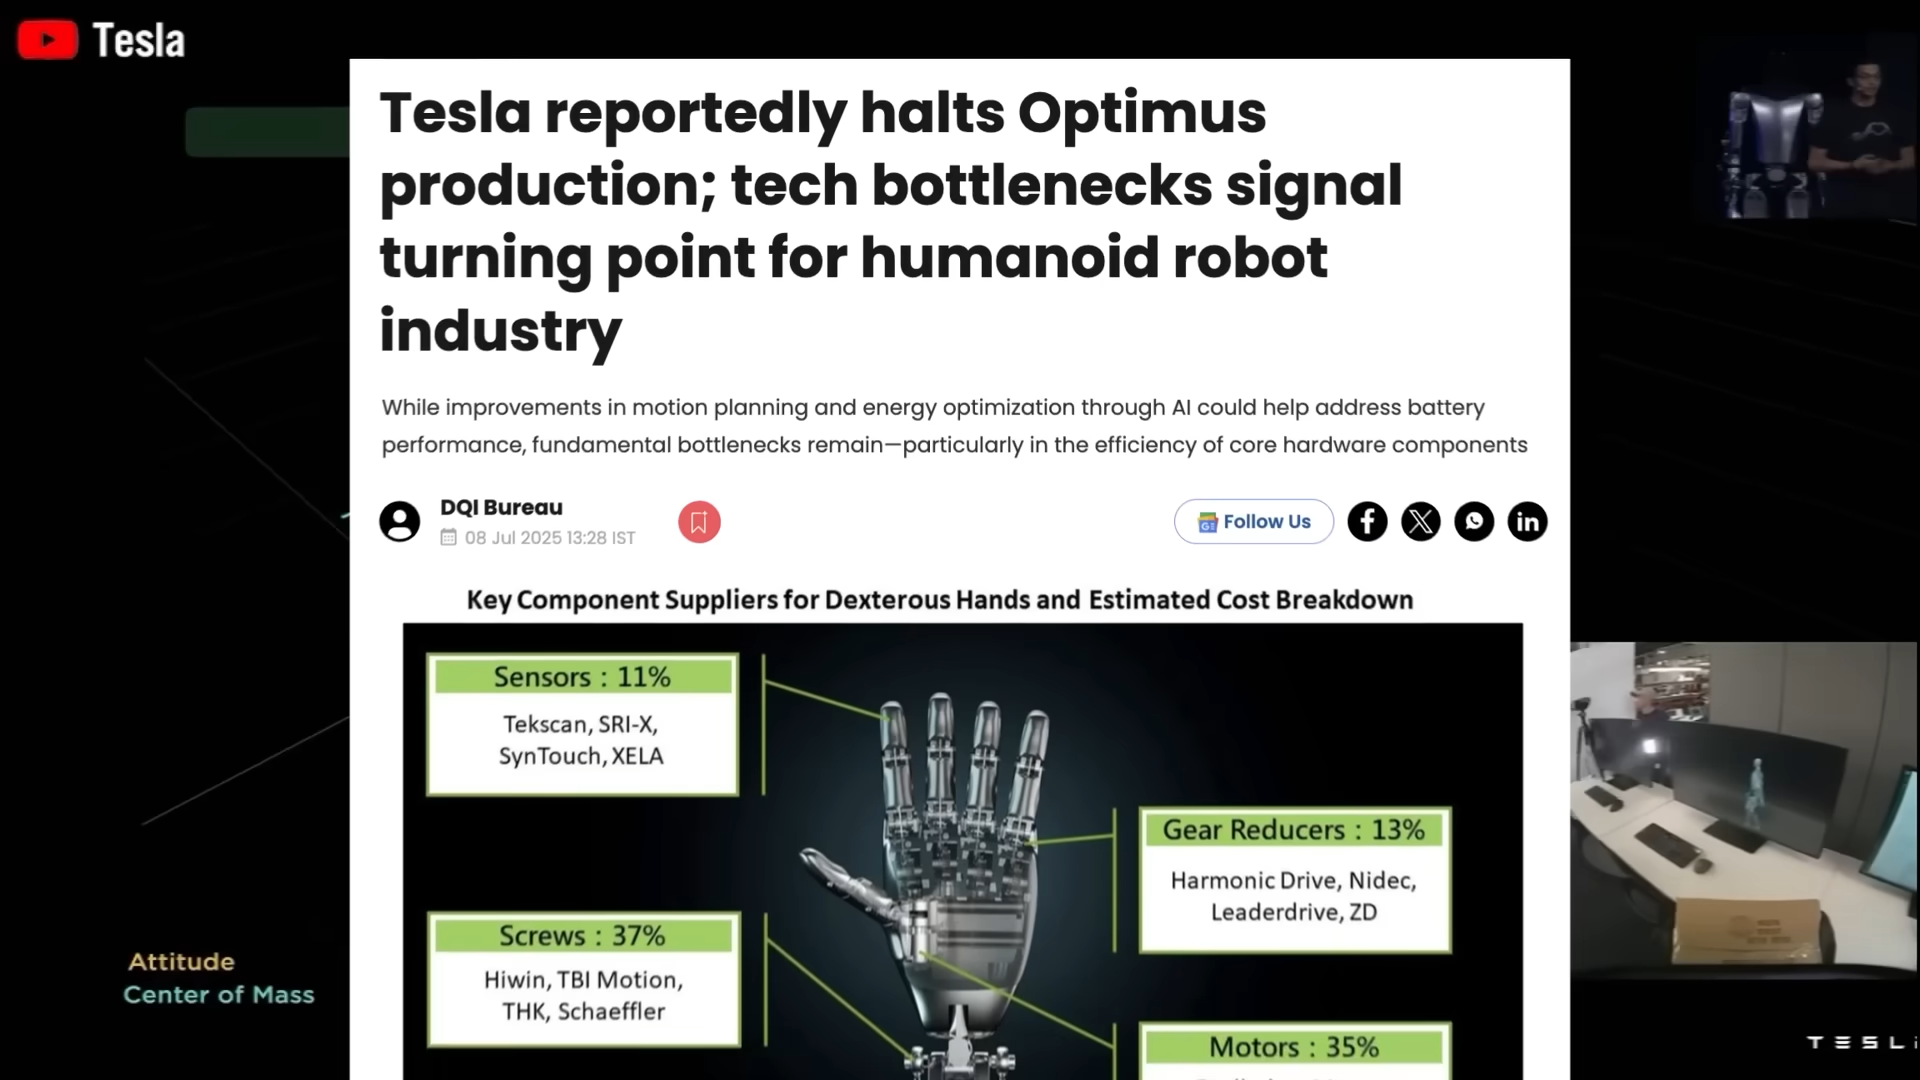 Tesla
Tesla reportedly halts Optimus
production; tech bottlenecks signal
turning point for humanoid robot
industry
While improvements in motion planning and energy optimization through AI could help address battery
performance, fundamental bottlenecks remain—particularly in the efficiency of core hardware components
DQI Bureau
08 Jul 2025 13:28 IST
Follow Us
Key Component Suppliers for Dexterous Hands and Estimated Cost Breakdown
Sensors : 11%
Tekscan, SRI-X,
SynTouch, XELA
Gear Reducers : 13%
Harmonic Drive, Nidec,
Leaderdrive, ZD
Screws : 37%
Hiwin, TBI Motion,
THK, Schaeffler
Motors : 35%
Attitude
Center of Mass